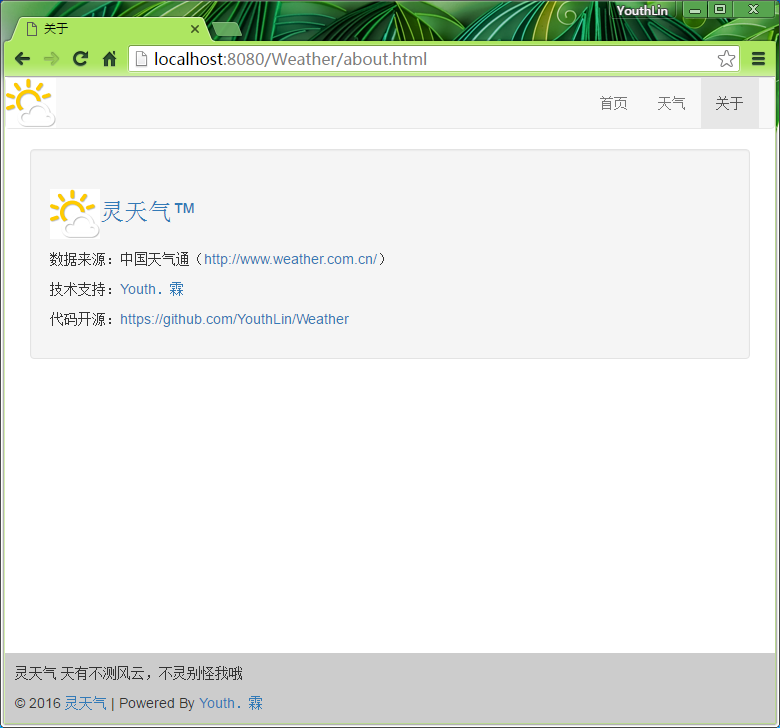 YouthLin
关于
localhost:8080/Weather/about.html
首页 天气 关于
灵天气™
数据来源：中国天气通（http://www.weather.com.cn/）
技术支持：Youth．霖
代码开源：https://github.com/YouthLin/Weather
灵天气 天有不测风云，不灵别怪我哦
© 2016 灵天气 | Powered By Youth．霖